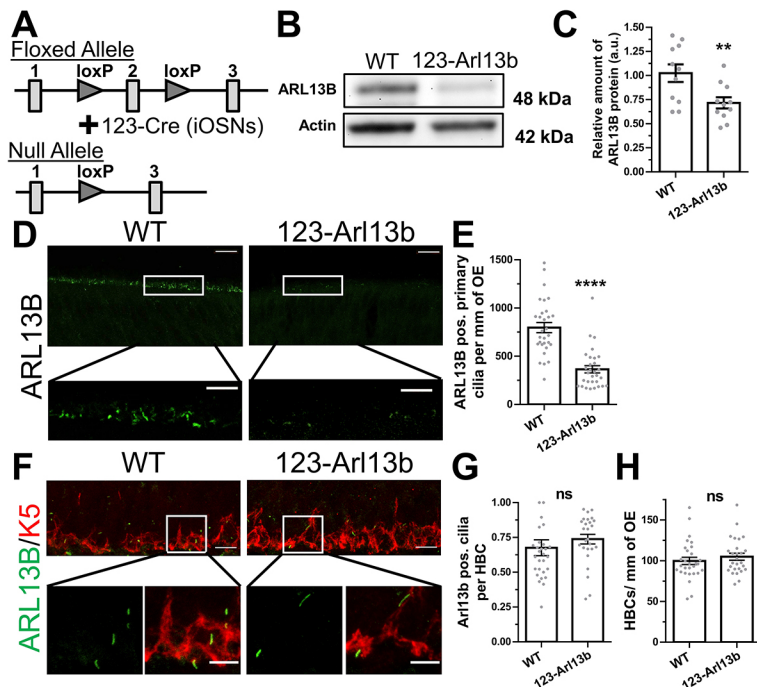 A
Floxed Allele
1 loxP 2 loxP 3
+ 123-Cre (iOSNs)
Null Allele
1 loxP 3
B
WT 123-Arl13b
ARL13B
48 kDa
Actin
42 kDa
C
Relative amount of
ARL13B protein (a.u.)
1.50
1.25
1.00
0.75
0.50
0.25
0.00
**
WT
123-Arl13b
D
WT 123-Arl13b
ARL13B
E
ARL13B pos. primary
cilia per mm of OE
1500
1000
500
0
****
WT
123-Arl13b
F
WT 123-Arl13b
ARL13B/K5
G
Arl13b pos. cilia
per HBC
1.00
0.75
0.50
0.25
0.00
ns
WT
123-Arl13b
H
HBCs/ mm of OE
150
100
50
0
ns
WT
123-Arl13b